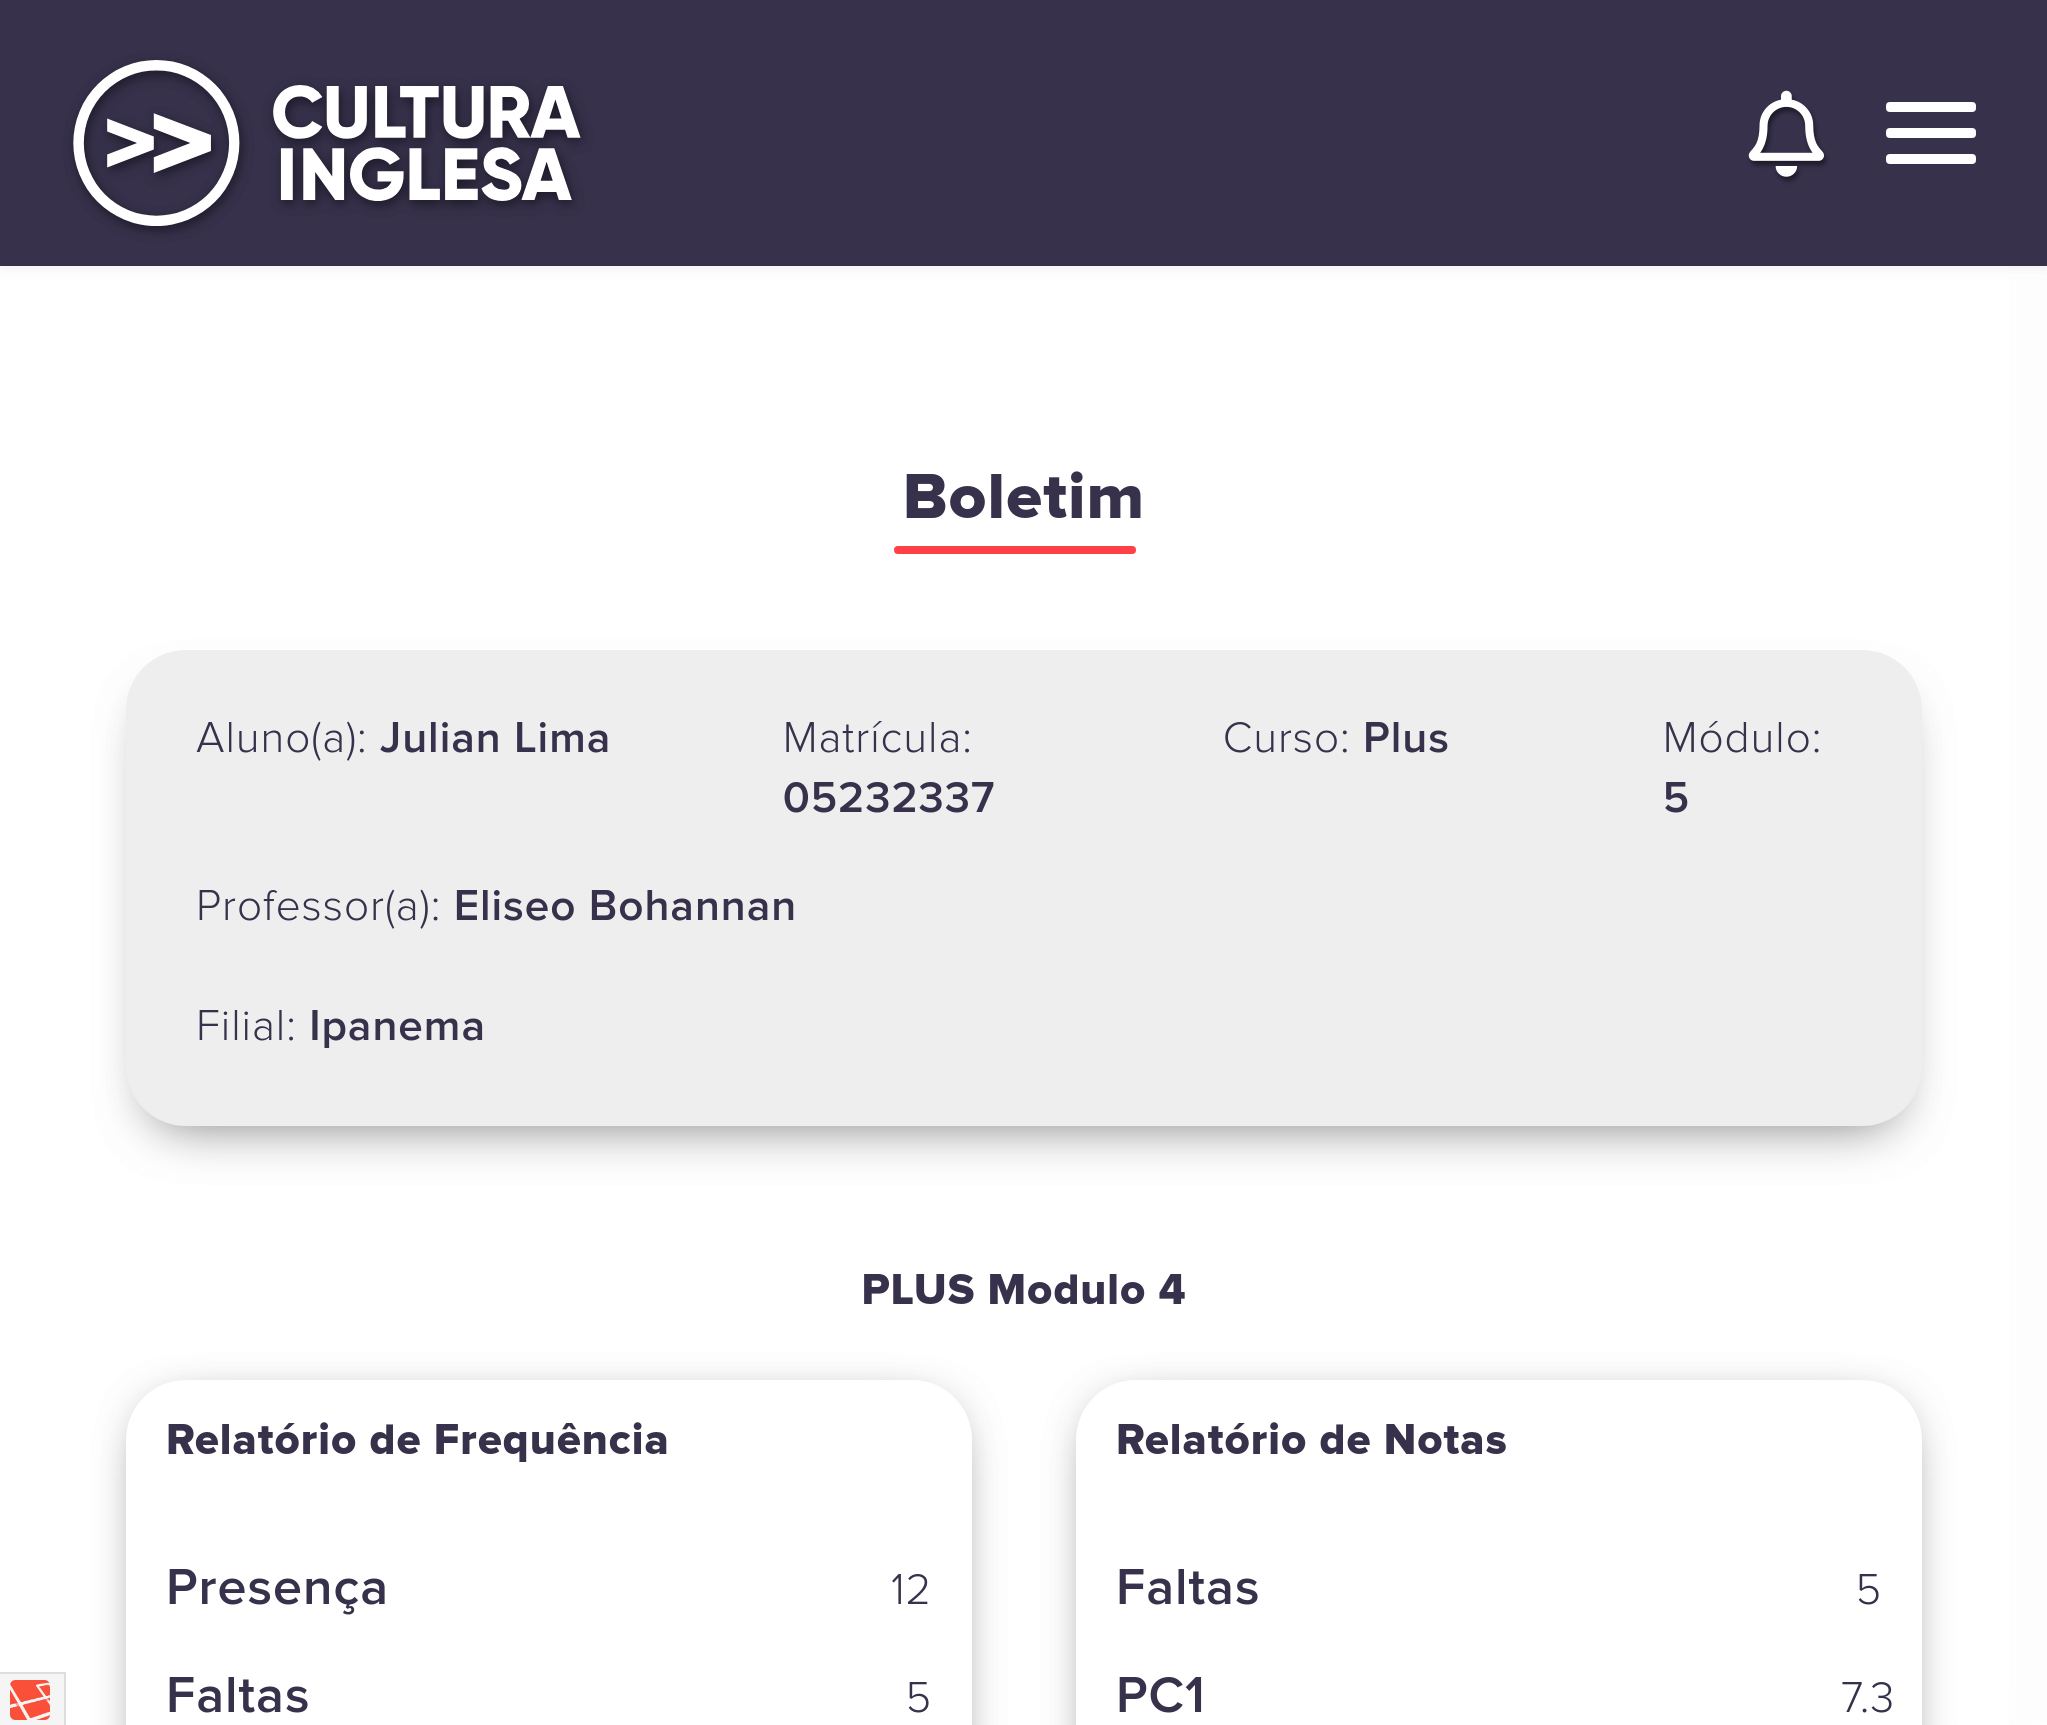 CULTURA
INGLESA
Boletim
Aluno(a): Julian Lima
Matrícula:
05232337
Curso: Plus
Módulo:
5
Professor(a): Eliseo Bohannan
Filial: Ipanema
PLUS Modulo 4
Relatório de Frequência
Presença 12
Faltas 5
Relatório de Notas
Faltas 5
PC1 7.3